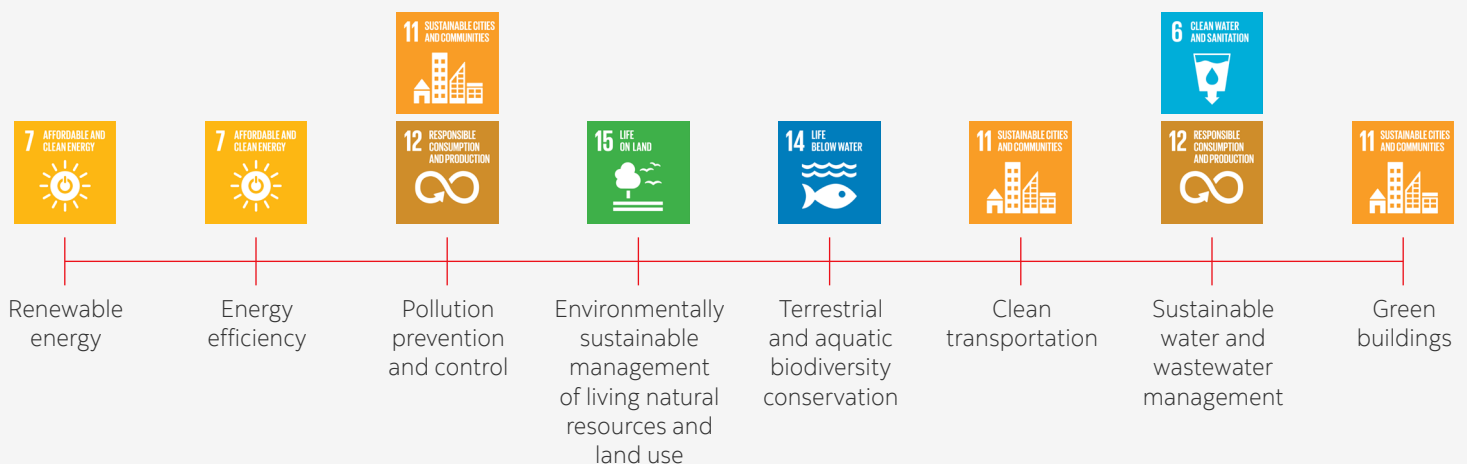 11 SUSTAINABLE CITIES
AND COMMUNITIES
6 CLEAN WATER
AND SANITATION
7 AFFORDABLE AND
CLEAN ENERGY
7 AFFORDABLE AND
CLEAN ENERGY
12 RESPONSIBLE
CONSUMPTION
AND PRODUCTION
15 LIFE
ON LAND
14 LIFE
BELOW WATER
11 SUSTAINABLE CITIES
AND COMMUNITIES
12 RESPONSIBLE
CONSUMPTION
AND PRODUCTION
11 SUSTAINABLE CITIES
AND COMMUNITIES
Renewable
energy
Energy
efficiency
Pollution
prevention
and control
Environmentally
sustainable
management
of living natural
resources and
land use
Terrestrial
and aquatic
biodiversity
conservation
Clean
transportation
Sustainable
water and
wastewater
management
Green
buildings